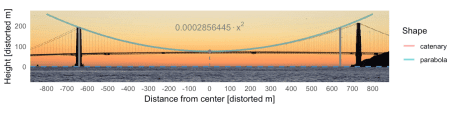 0.0002856445 · x²
Height [distorted m]
200
100
0
-800 -700 -600 -500 -400 -300 -200 -100 0 100 200 300 400 500 600 700 800
Distance from center [distorted m]
Shape
catenary
parabola